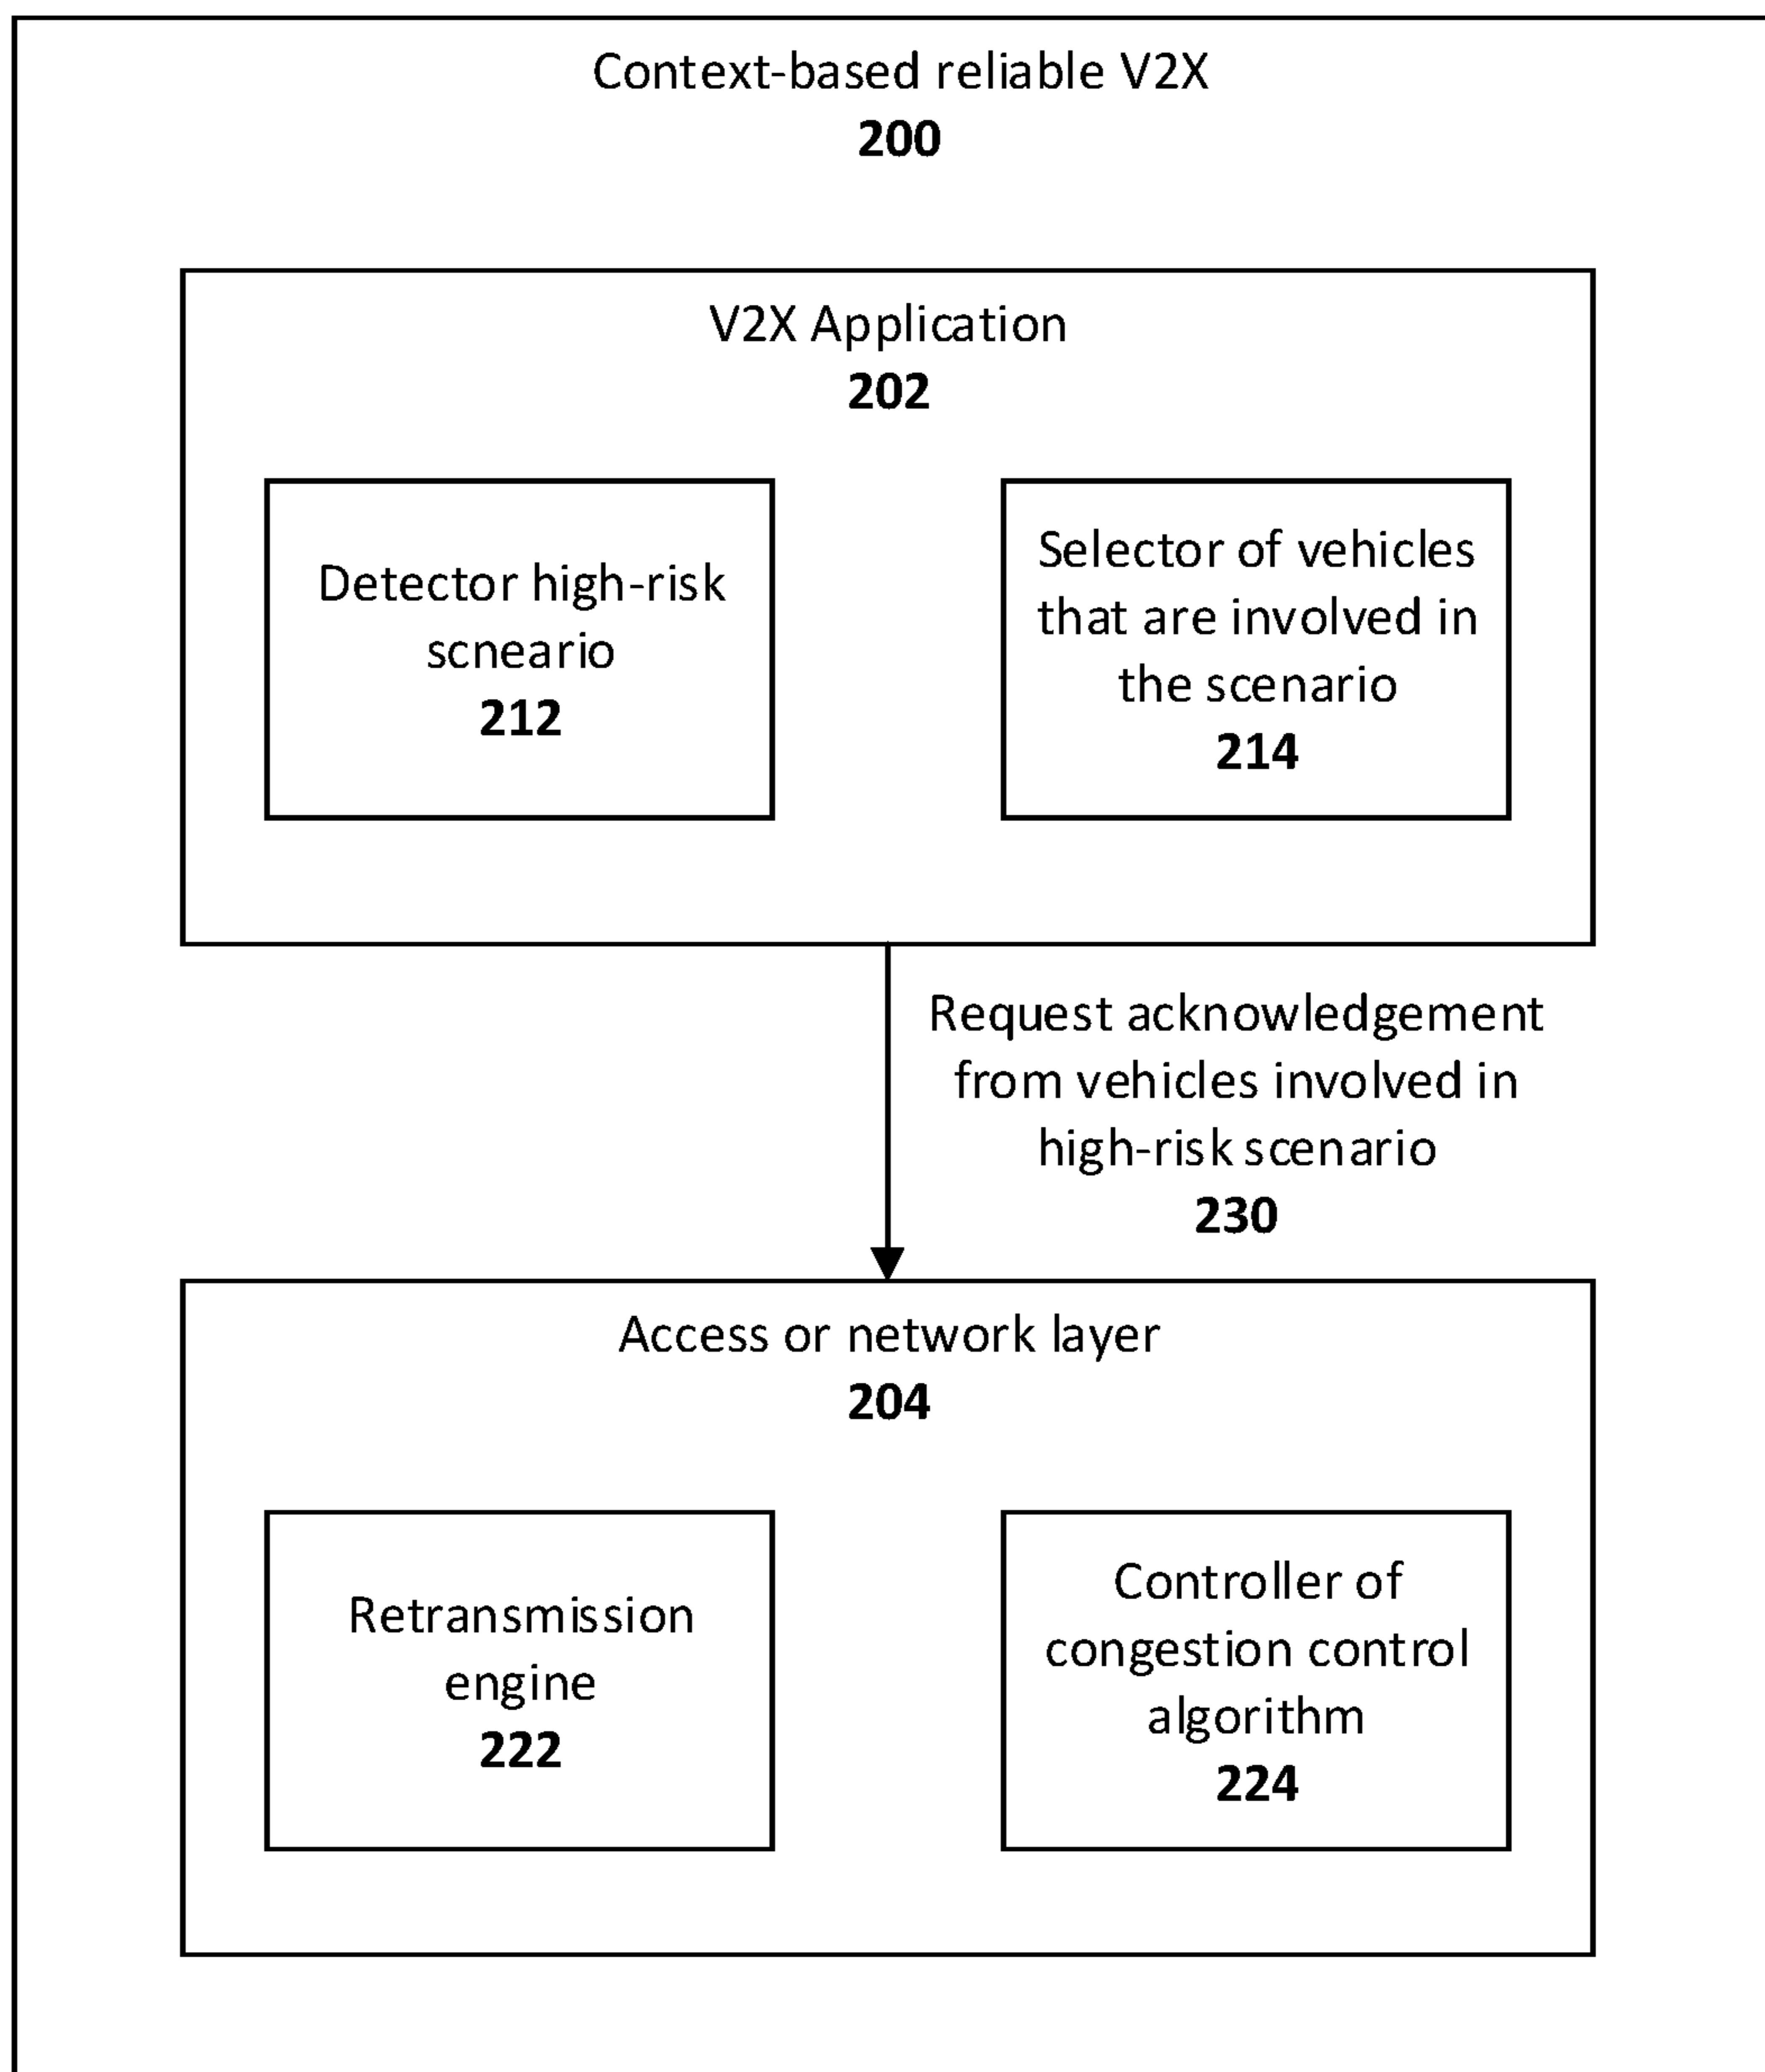 Context-based reliable V2X
200
V2X Application
202
Detector high-risk
scneario
212
Selector of vehicles
that are involved in
the scenario
214
Request acknowledgement
from vehicles involved in
high-risk scenario
230
Access or network layer
204
Retransmission
engine
222
Controller of
congestion control
algorithm
224